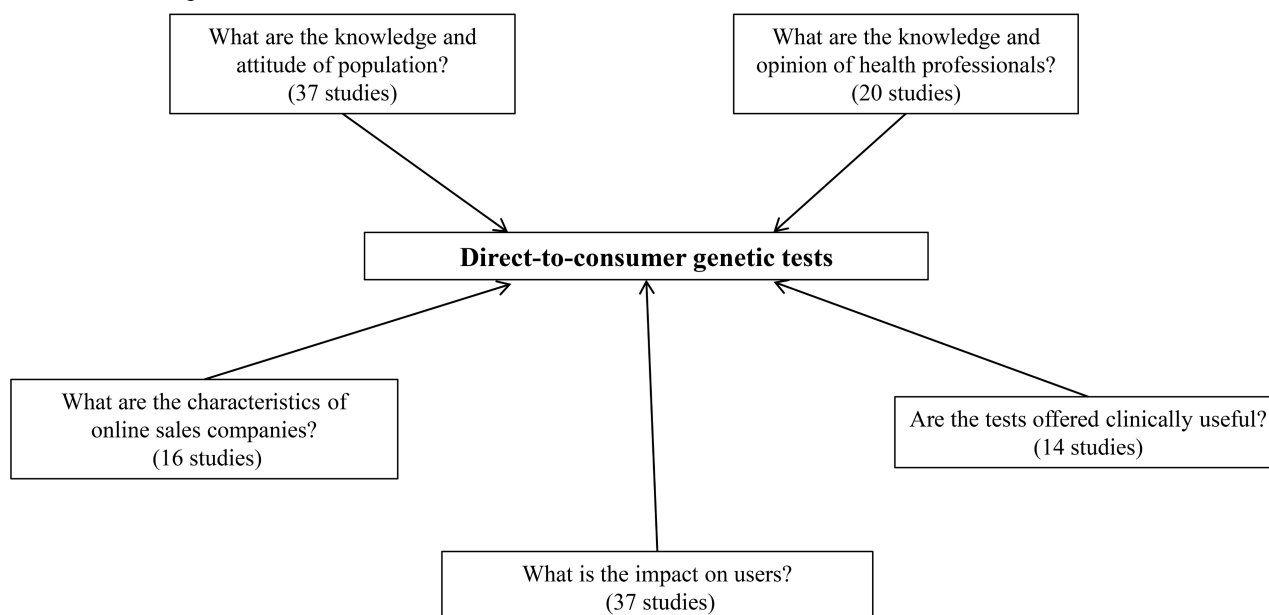 What are the knowledge and
attitude of population?
(37 studies)
What are the knowledge and
opinion of health professionals?
(20 studies)
Direct-to-consumer genetic tests
What are the characteristics of
online sales companies?
(16 studies)
Are the tests offered clinically useful?
(14 studies)
What is the impact on users?
(37 studies)